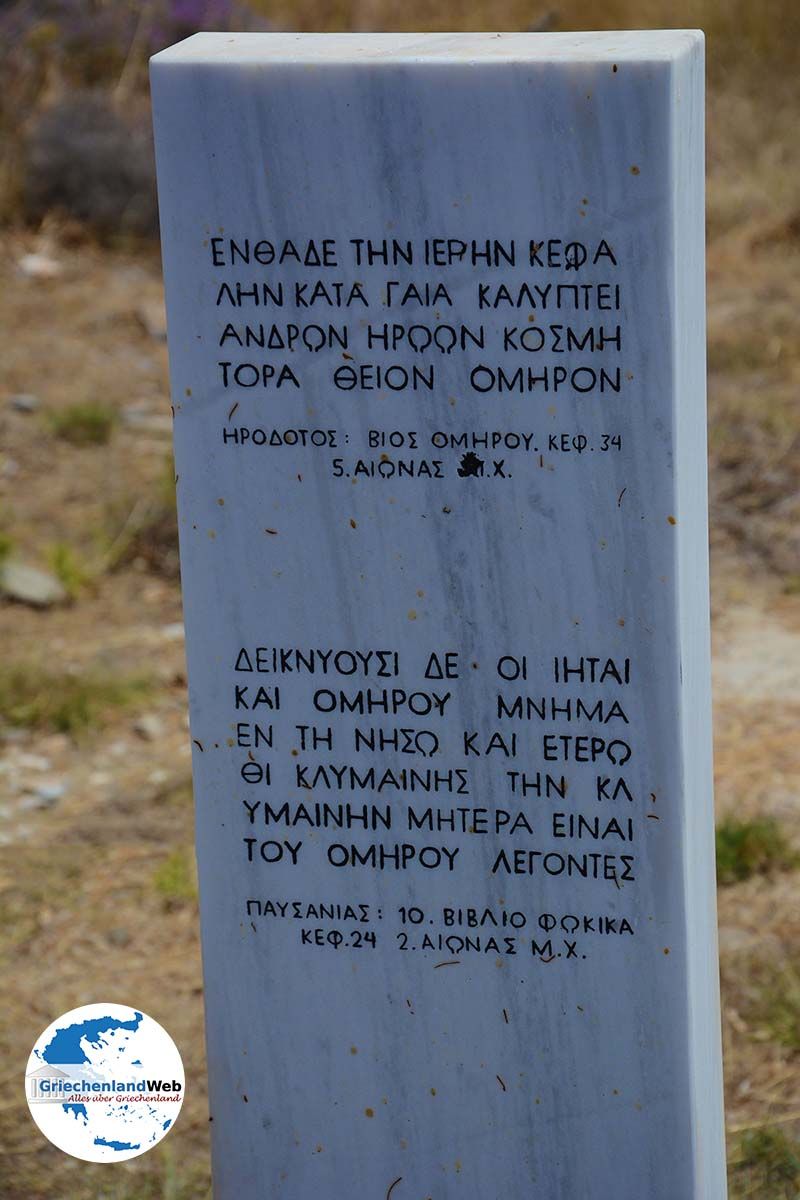 ΕΝΘΑΔΕ ΤΗΝ ΙΕΡΗΝ ΚΕΦΑ
ΛΗΝ ΚΑΤΑ ΓΑΙΑ ΚΑΛΥΠΤΕΙ
ΑΝΔΡΩΝ ΗΡΩΩΝ ΚΟΣΜΗ
ΤΟΡΑ ΘΕΙΟΝ ΟΜΗΡΟΝ
ΗΡΟΔΟΤΟΣ: ΒΙΟΣ ΟΜΗΡΟΥ. ΚΕΦ. 34
5. ΑΙΩΝΑΣ .Χ.
ΔΕΙΚΝΥΟΥΣΙ ΔΕ ΟΙ ΙΗΤΑΙ
ΚΑΙ ΟΜΗΡΟΥ ΜΝΗΜΑ
ΕΝ ΤΗ ΝΗΣΩ ΚΑΙ ΕΤΕΡΩ
ΘΙ ΚΛΥΜΑΙΝΗΣ ΤΗΝ ΚΛ
ΥΜΑΙΝΗΝ ΜΗΤΕΡΑ ΕΙΝΑΙ
ΤΟΥ ΟΜΗΡΟΥ ΛΕΓΟΝΤΕΣ
ΠΑΥΣΑΝΙΑΣ: 10. ΒΙΒΛΙΟ ΦΩΚΙΚΑ
ΚΕΦ.24 2. ΑΙΩΝΑΣ Μ.Χ.
GriechenlandWeb
Alles über Griechenland